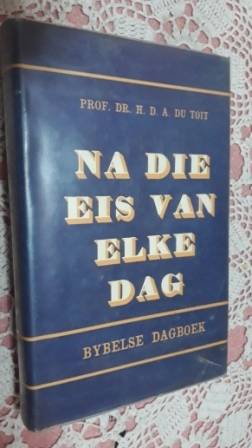 PROF. DR. H. D. A. DU TOIT
NA DIE
EIS VAN
ELKE
DAG
BYBELSE DAGBOEK